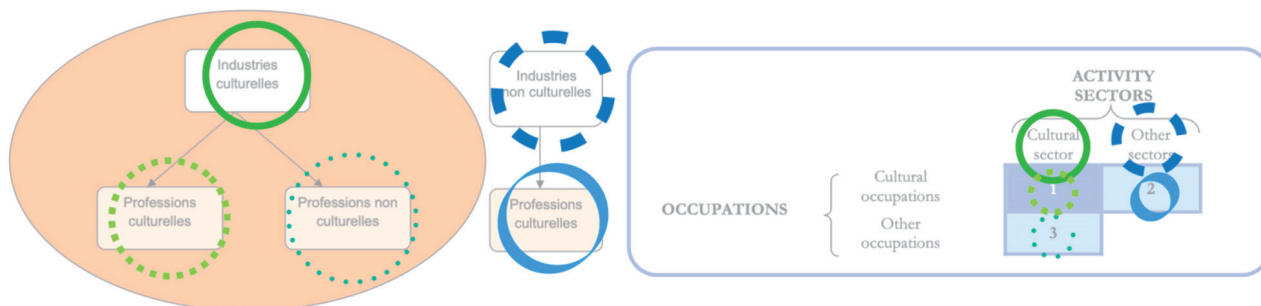 Industries
culturelles
Professions
culturelles
Professions non
culturelles
Industries
non culturelles
Professions
culturelles
ACTIVITY
SECTORS
Cultural
sector
Other
sectors
OCCUPATIONS
Cultural
occupations
Other
occupations
1
2
3